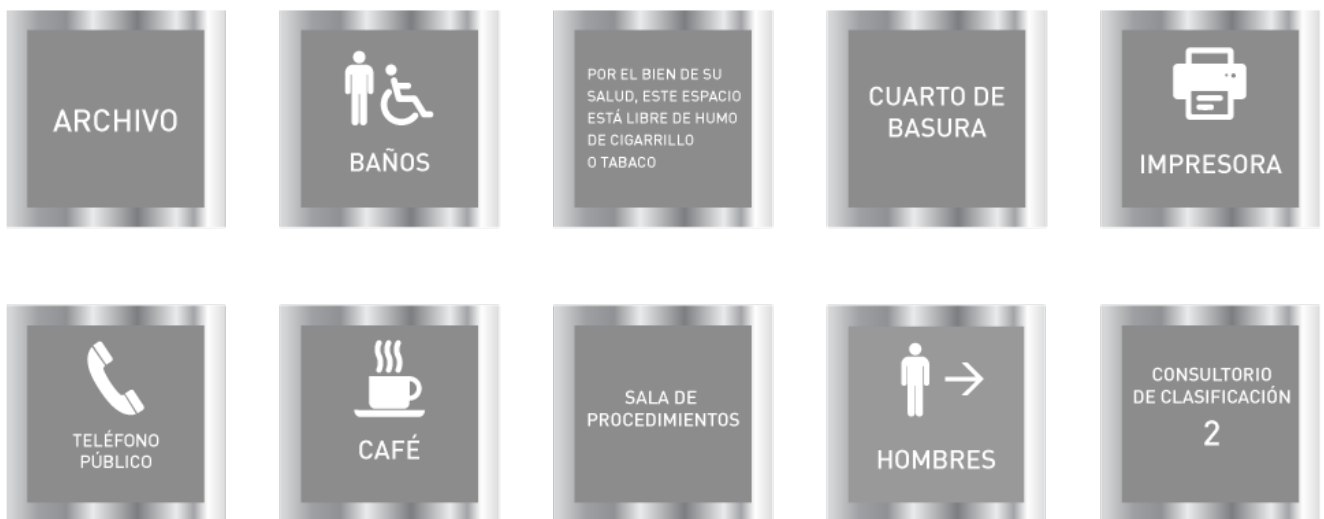 ARCHIVO
BAÑOS
POR EL BIEN DE SU
SALUD, ESTE ESPACIO
ESTÁ LIBRE DE HUMO
DE CIGARRILLO
O TABACO
CUARTO DE
BASURA
IMPRESORA
TELÉFONO
PÚBLICO
CAFÉ
SALA DE
PROCEDIMIENTOS
HOMBRES
CONSULTORIO
DE CLASIFICACIÓN
2